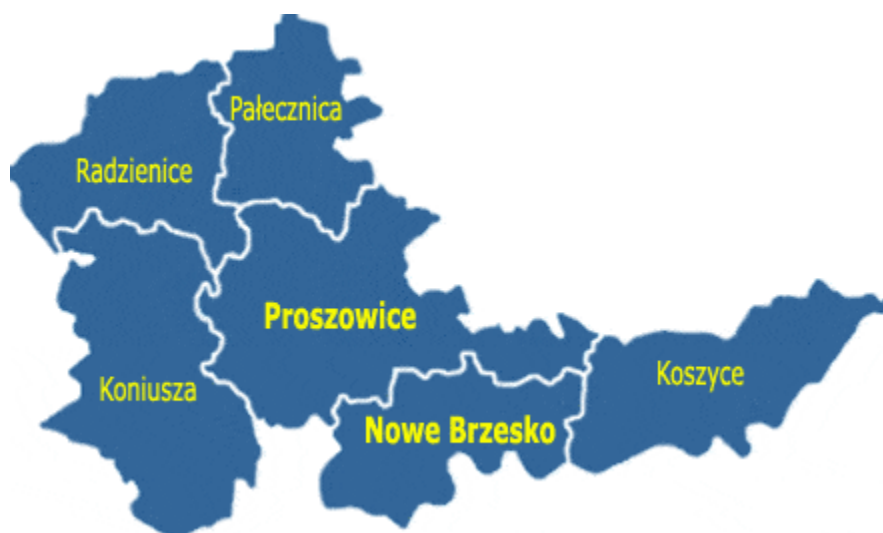 Pałecznica
Radzienice
Proszowice
Koniusza
Koszyce
Nowe Brzesko